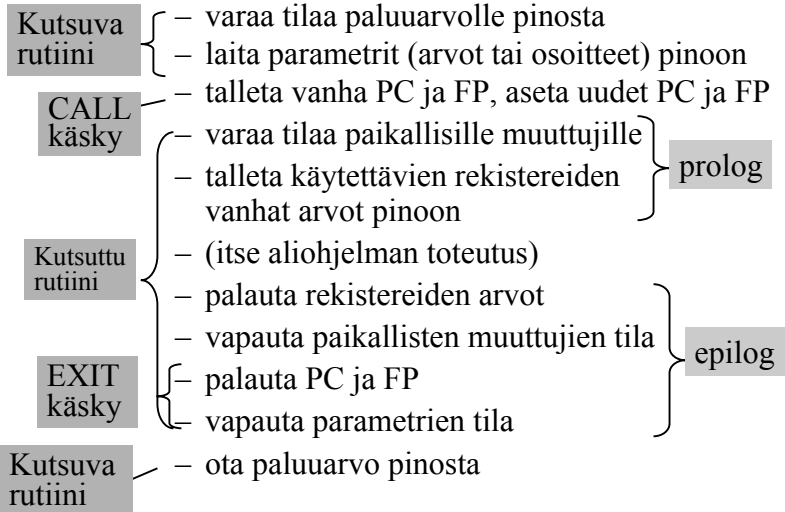 Kutsuva
rutiini
– varaa tilaa paluuarvolle pinosta
– laita parametrit (arvot tai osoitteet) pinoon
CALL
käsky
– talleta vanha PC ja FP, aseta uudet PC ja FP
Kutsuttu
rutiini
– varaa tilaa paikallisille muuttujille
– talleta käytettävien rekistereiden
vanhat arvot pinoon
prolog
– (itse aliohjelman toteutus)
– palauta rekistereiden arvot
– vapauta paikallisten muuttujien tila
epilog
EXIT
käsky
– palauta PC ja FP
– vapauta parametrien tila
Kutsuva
rutiini
– ota paluuarvo pinosta